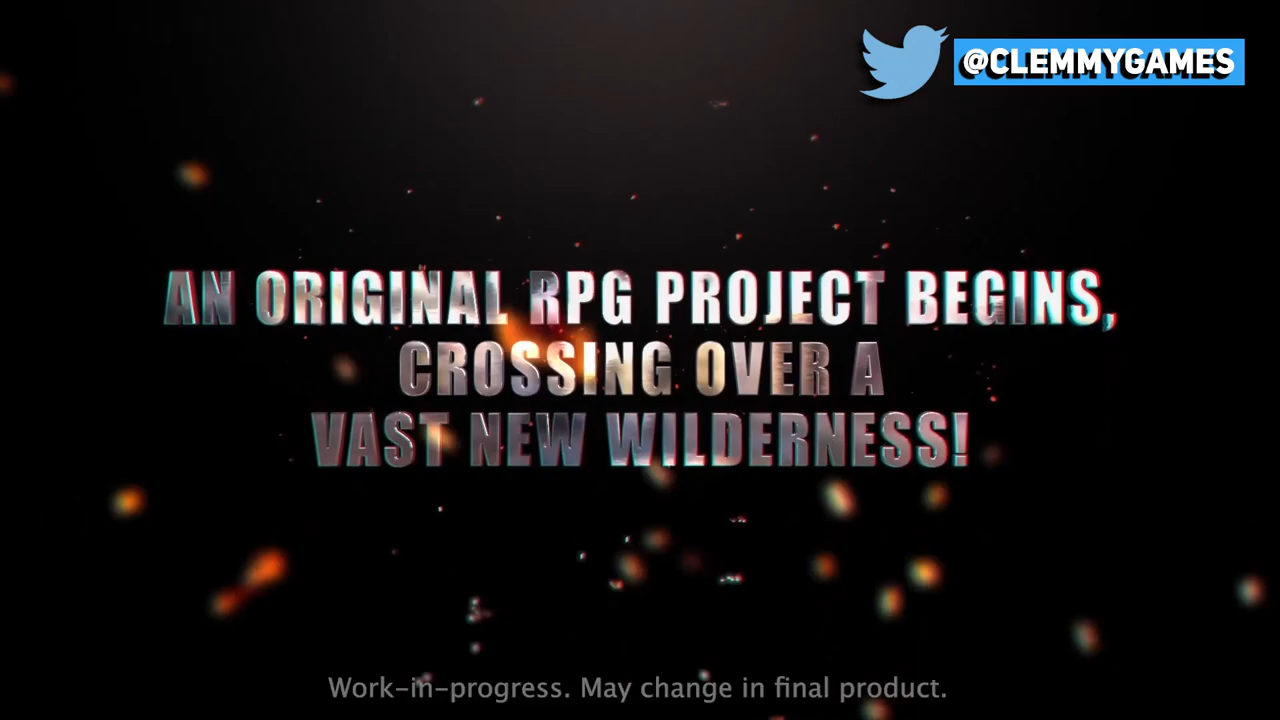 @CLEMMYGAMES
AN ORIGINAL RPG PROJECT BEGINS,
CROSSING OVER A
VAST NEW WILDERNESS!
Work-in-progress. May change in final product.